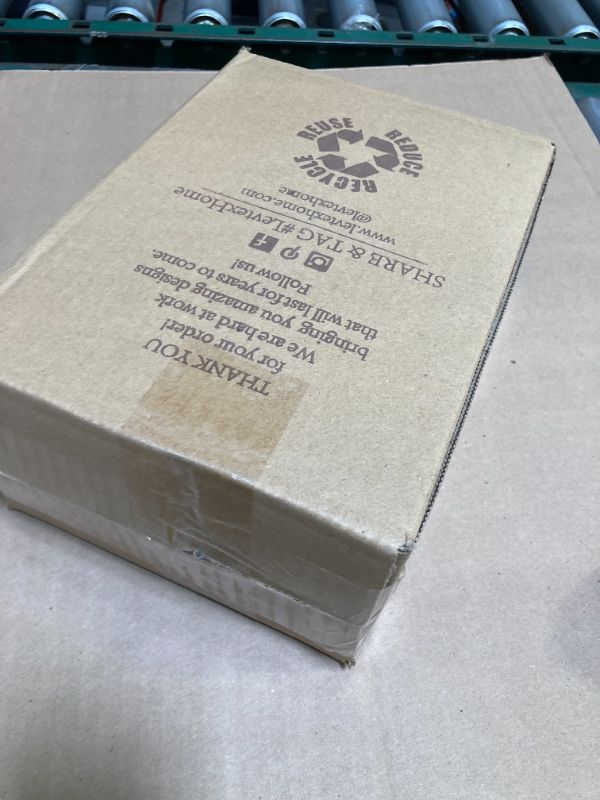 THANK YOU
for your order!
We are hard at work
bringing you amazing designs
that will last for years to come.
Follow us!
SHARE & TAG #LevtexHome
www.levtexhome.com
@levtexhome
REUSE REDUCE RECYCLE